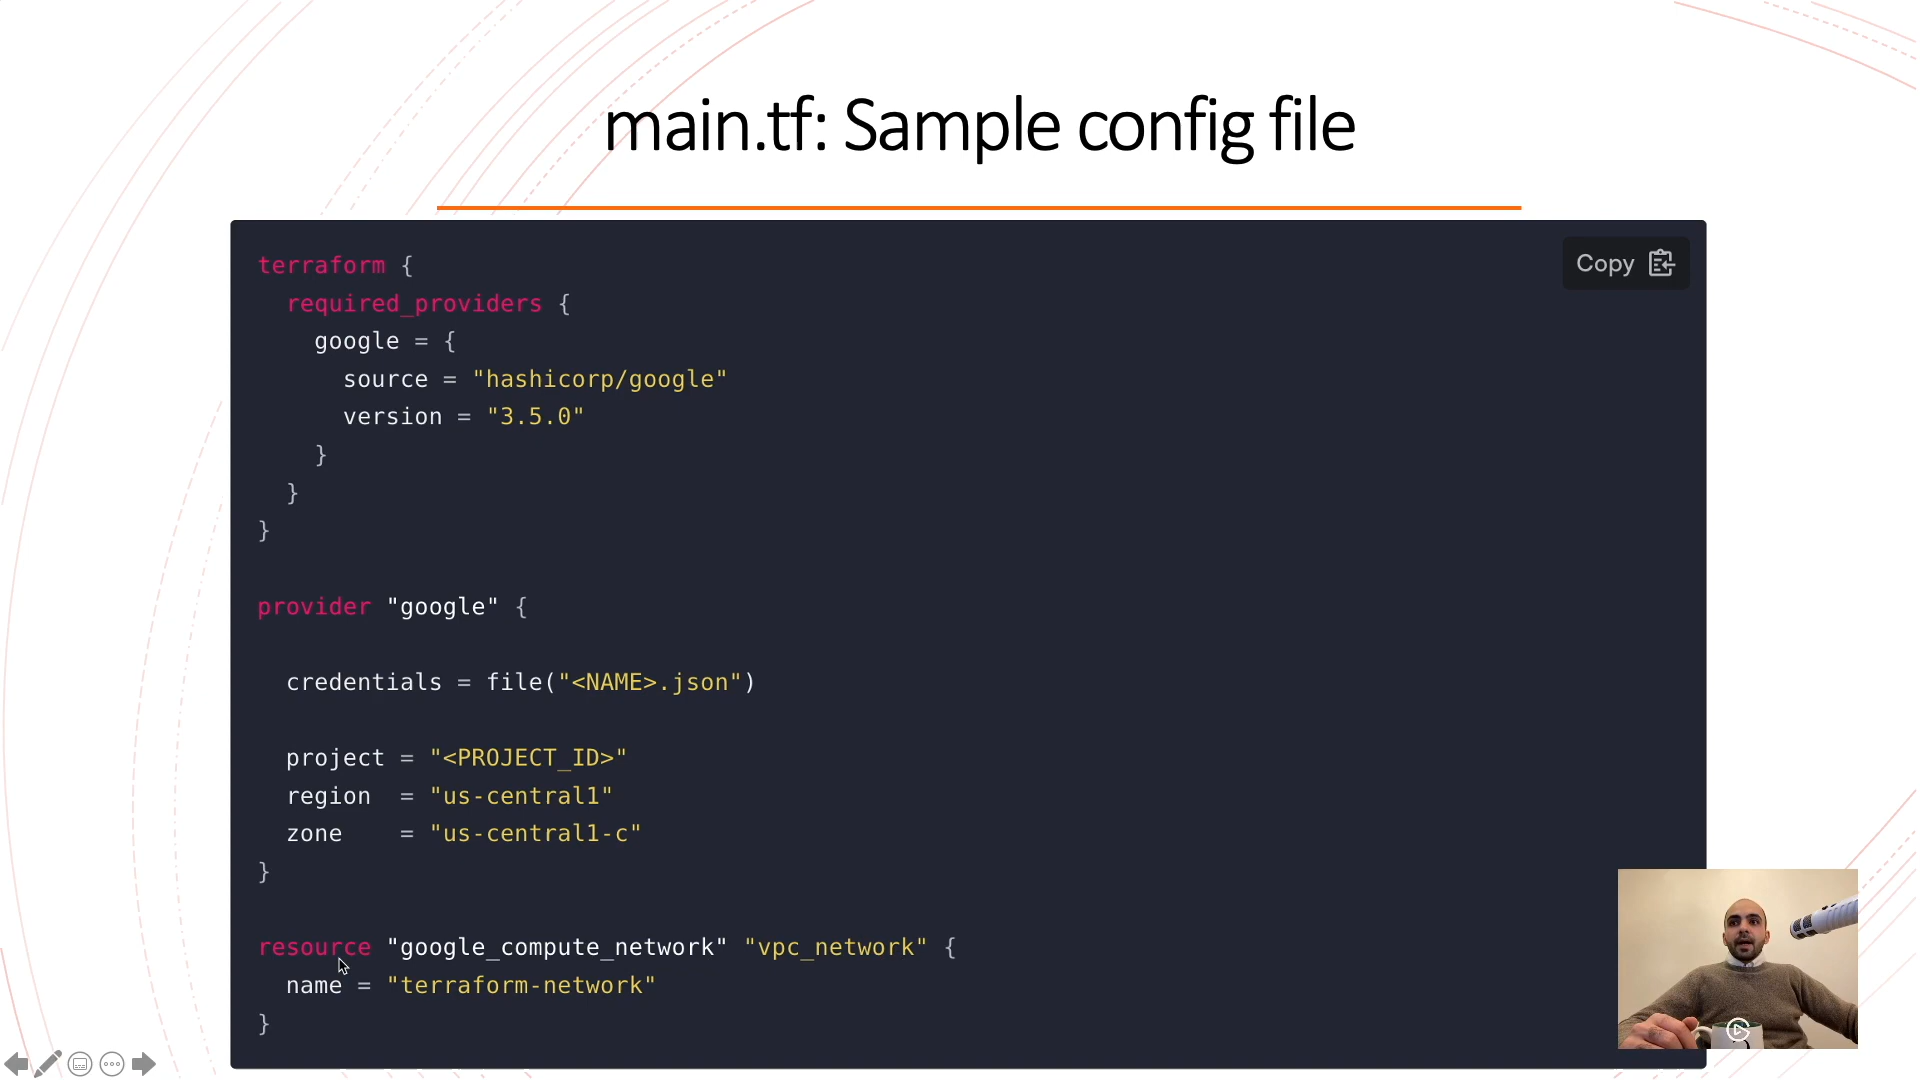 main.tf: Sample config file
Copy
terraform {
  required_providers {
    google = {
      source = "hashicorp/google"
      version = "3.5.0"
    }
  }
}
provider "google" {
  credentials = file("<NAME>.json")
  project = "<PROJECT_ID>"
  region  = "us-central1"
  zone    = "us-central1-c"
}
resource "google_compute_network" "vpc_network" {
  name = "terraform-network"
}